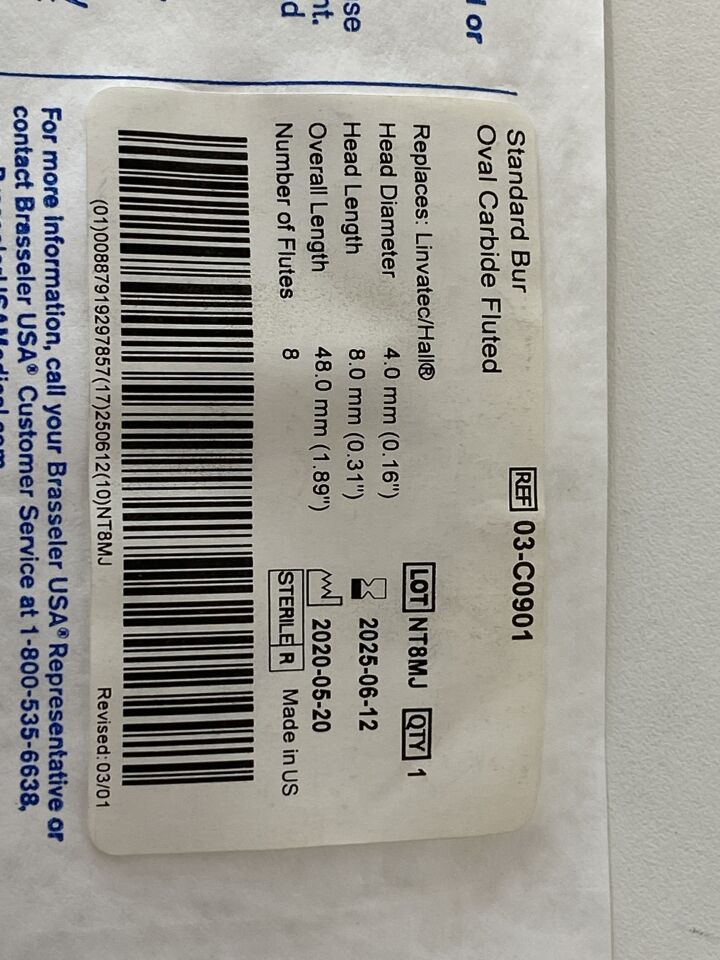 or
se
nt.
d
Standard Bur
Oval Carbide Fluted
REF 03-C0901
Replaces: Linvatec/Hall®
Head Diameter 4.0 mm (0.16")
Head Length 8.0 mm (0.31")
Overall Length 48.0 mm (1.89")
Number of Flutes 8
LOT NT8MJ QTY 1
2025-06-12
2020-05-20
STERILE R Made in US
(01)00887919297857(17)250612(10)NT8MJ
Revised: 03/01
For more information, call your Brasseler USA® Representative or
contact Brasseler USA® Customer Service at 1-800-535-6638,